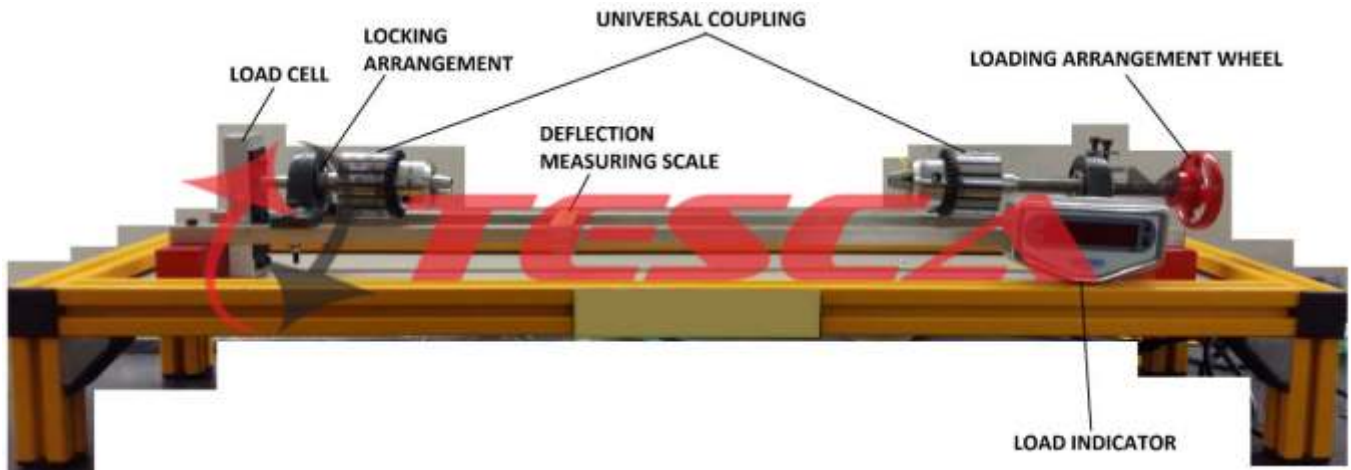 UNIVERSAL COUPLING
LOCKING
ARRANGEMENT
LOAD CELL
LOADING ARRANGEMENT WHEEL
DEFLECTION
MEASURING SCALE
TESCA
LOAD INDICATOR